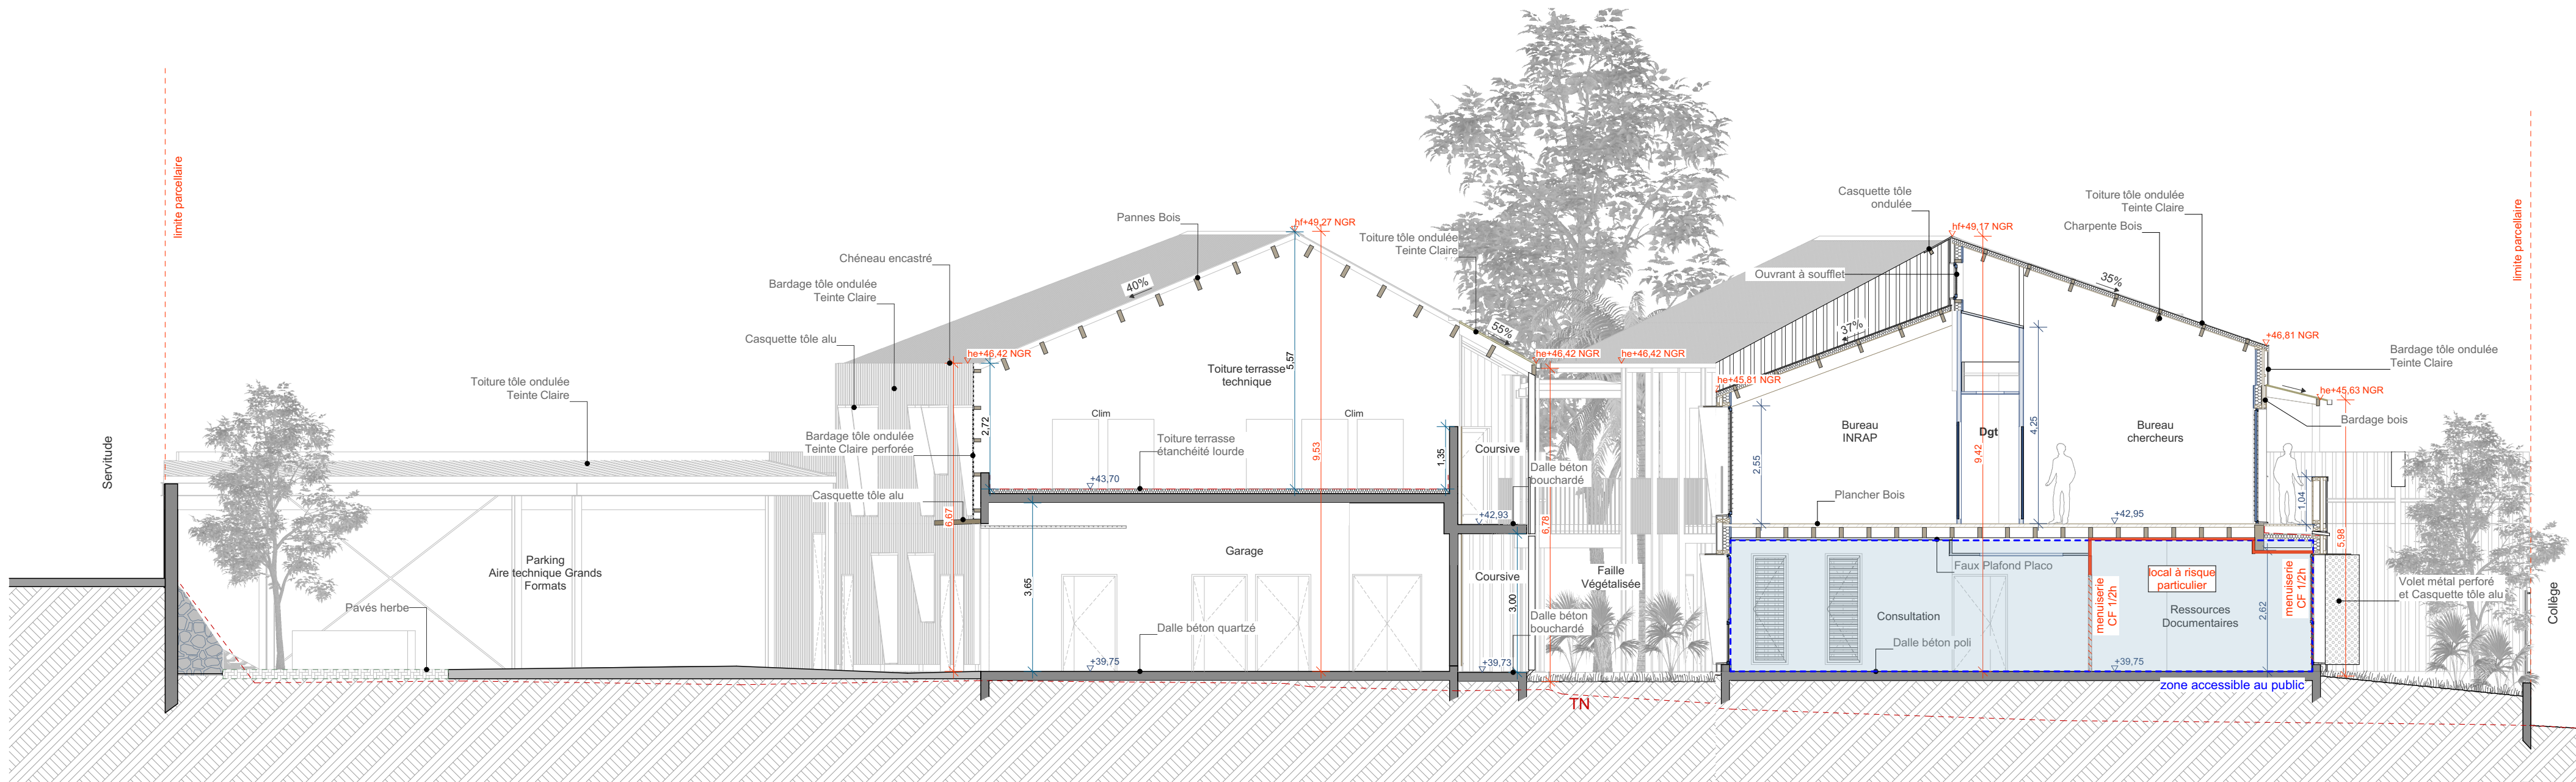 Servitude
limite parcellaire
Toiture tôle ondulée
Teinte Claire
Parking
Aire technique Grands
Formats
Pavés herbe
Casquette tôle alu
Bardage tôle ondulée
Teinte Claire
Chéneau encastré
Bardage tôle ondulée
Teinte Claire perforée
Casquette tôle alu
6,67
he+46,42 NGR
2,72
40%
Pannes Bois
hf+49,27 NGR
Toiture terrasse
technique
5,57
9,53
Clim
Clim
Toiture terrasse
étanchéité lourde
+43,70
1,35
3,65
Garage
Dalle béton quartzé
+39,75
Toiture tôle ondulée
Teinte Claire
55%
he+46,42 NGR
he+46,42 NGR
Coursive
Dalle béton
bouchardé
+42,93
6,78
Coursive
3,00
Dalle béton
bouchardé
+39,73
Faille
Végétalisée
TN
Casquette tôle
ondulée
Ouvrant à soufflet
hf+49,17 NGR
Toiture tôle ondulée
Teinte Claire
Charpente Bois
35%
37%
he+45,81 NGR
+46,81 NGR
Bardage tôle ondulée
Teinte Claire
he+45,63 NGR
Bardage bois
Bureau
INRAP
Dgt
Bureau
chercheurs
2,55
9,42
4,25
1,04
Plancher Bois
+42,95
5,98
Faux Plafond Placo
menuiserie
CF 1/2h
local à risque
particulier
menuiserie
CF 1/2h
Ressources
Documentaires
2,62
Consultation
Dalle béton poli
+39,75
zone accessible au public
Volet métal perforé
et Casquette tôle alu
limite parcellaire
Collège